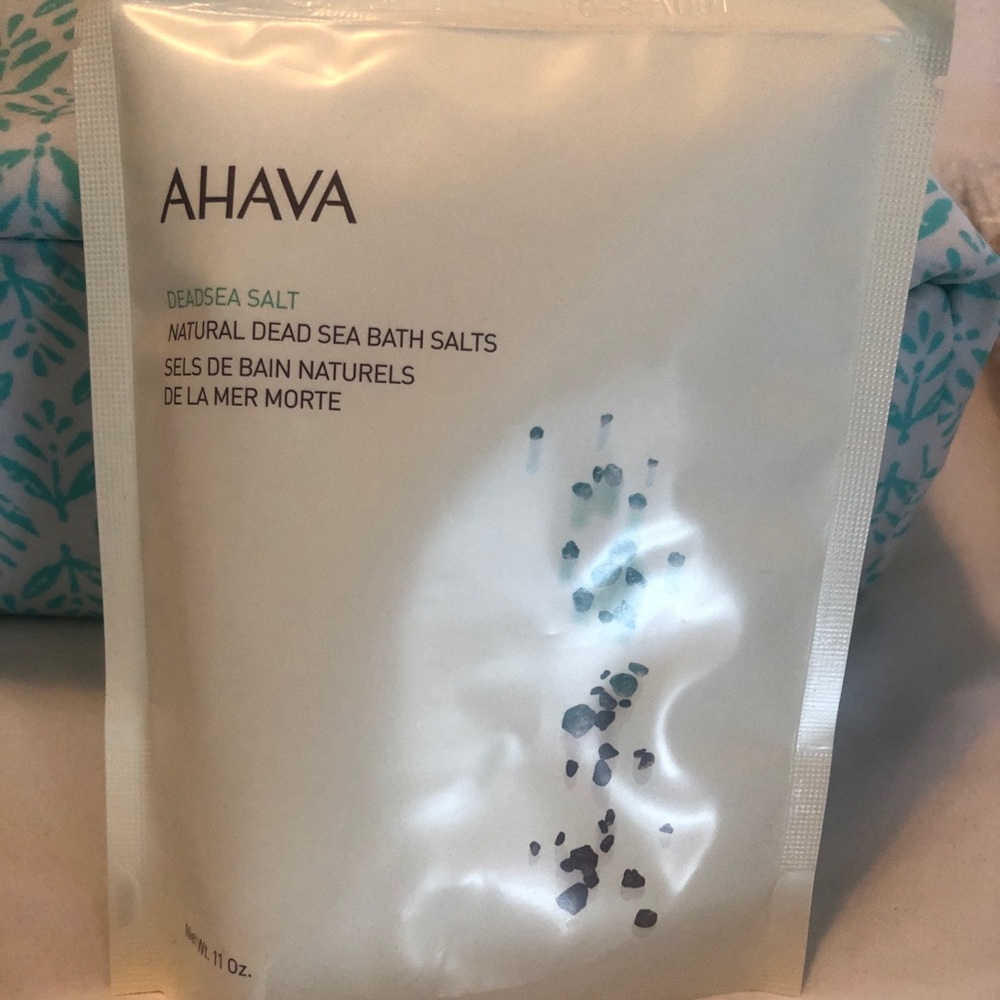 AHAVA
DEADSEA SALT
NATURAL DEAD SEA BATH SALTS
SELS DE BAIN NATURELS
DE LA MER MORTE
Net Wt. 11 Oz.